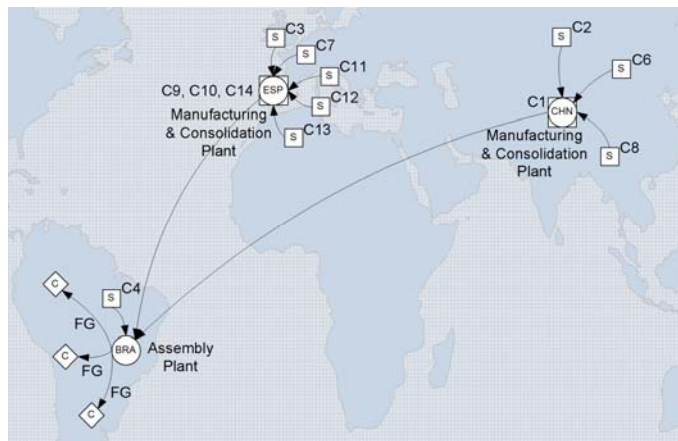 C3
S
C7
S
C11
S
C9, C10, C14
ESP
C12
S
Manufacturing
& Consolidation
Plant
C13
S
C2
S
C6
S
C1
CHN
Manufacturing
& Consolidation
Plant
C8
S
C4
S
C
FG
BRA
Assembly
Plant
C
FG
FG
C